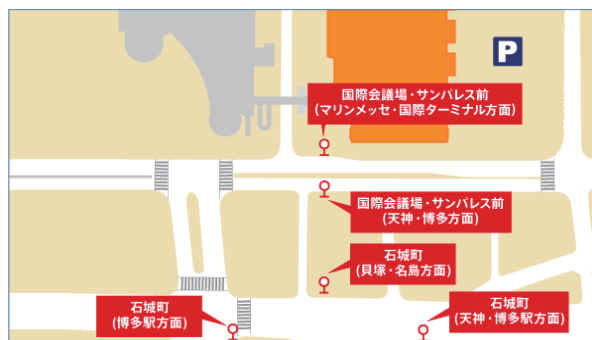 P
国際会議場・サンパレス前
(マリンメッセ・国際ターミナル方面)
国際会議場・サンパレス前
(天神・博多方面)
石城町
(貝塚・名島方面)
石城町
(博多駅方面)
石城町
(天神・博多駅方面)